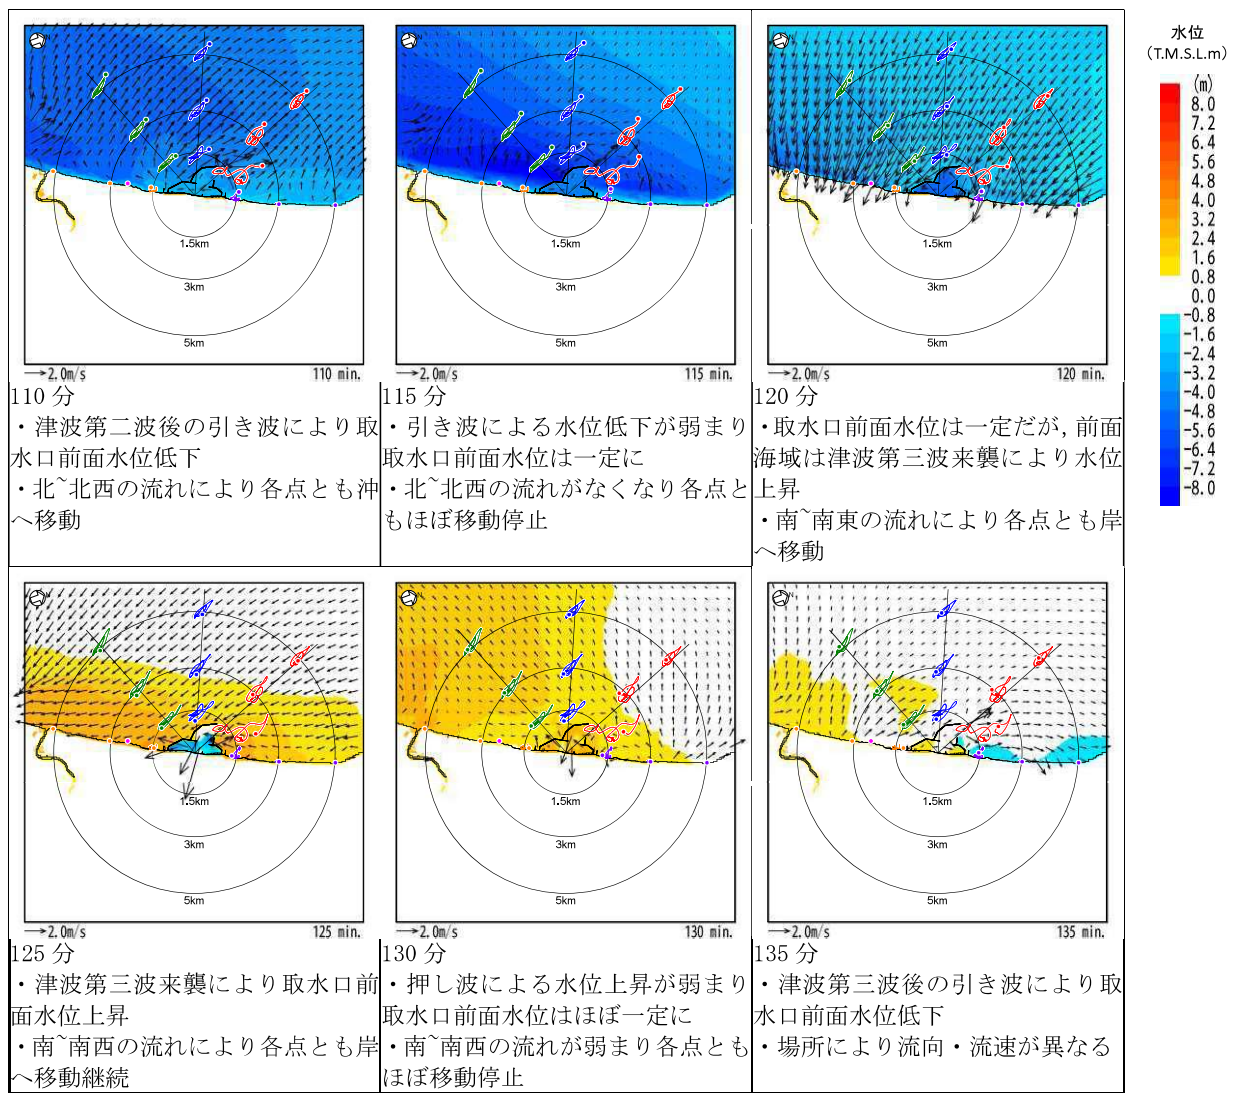 水位
(T.M.S.L.m)
(m)
8.0
7.2
6.4
5.6
4.8
4.0
3.2
2.4
1.6
0.8
0.0
-0.8
-1.6
-2.4
-3.2
-4.0
-4.8
-5.6
-6.4
-7.2
-8.0
N
1.5km
3km
5km
2.0m/s
110 min.
110 分
・津波第二波後の引き波により取
水口前面水位低下
・北~北西の流れにより各点とも沖
へ移動
N
1.5km
3km
5km
2.0m/s
115 min.
115 分
・引き波による水位低下が弱まり
取水口前面水位は一定に
・北~北西の流れがなくなり各点と
もほぼ移動停止
N
1.5km
3km
5km
2.0m/s
120 min.
120 分
・取水口前面水位は一定だが,前面
海域は津波第三波来襲により水位
上昇
・南~南東の流れにより各点とも岸
へ移動
N
1.5km
3km
5km
2.0m/s
125 min.
125 分
・津波第三波来襲により取水口前
面水位上昇
・南~南西の流れにより各点とも岸
へ移動継続
N
1.5km
3km
5km
2.0m/s
130 min.
130 分
・押し波による水位上昇が弱まり
取水口前面水位はほぼ一定に
・南~南西の流れが弱まり各点とも
ほぼ移動停止
N
1.5km
3km
5km
2.0m/s
135 min.
135 分
・津波第三波後の引き波により取
水口前面水位低下
・場所により流向・流速が異なる